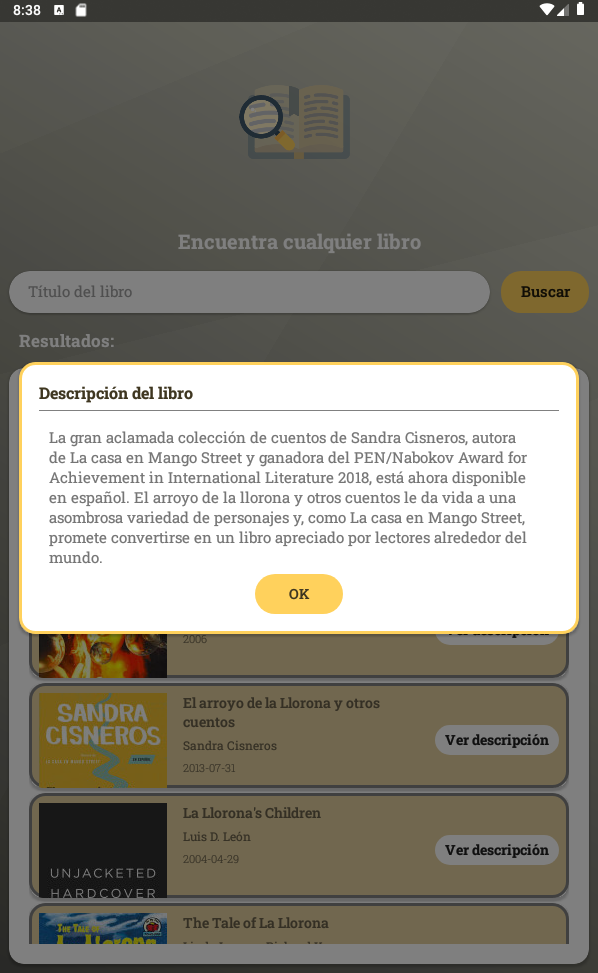 8:38
Encuentra cualquier libro
Título del libro
Buscar
Resultados:
Descripción del libro
La gran aclamada colección de cuentos de Sandra Cisneros, autora
de La casa en Mango Street y ganadora del PEN/Nabokov Award for
Achievement in International Literature 2018, está ahora disponible
en español. El arroyo de la llorona y otros cuentos le da vida a una
asombrosa variedad de personajes y, como La casa en Mango Street,
promete convertirse en un libro apreciado por lectores alrededor del
mundo.
OK
2006
Ver descripción
SANDRA
CISNEROS
El arroyo de la Llorona y otros
cuentos
Sandra Cisneros
2013-07-31
Ver descripción
UNJACKETED
HARDCOVER
La Llorona's Children
Luis D. León
2004-04-29
Ver descripción
THE TALE OF
La Llorona
The Tale of La Llorona